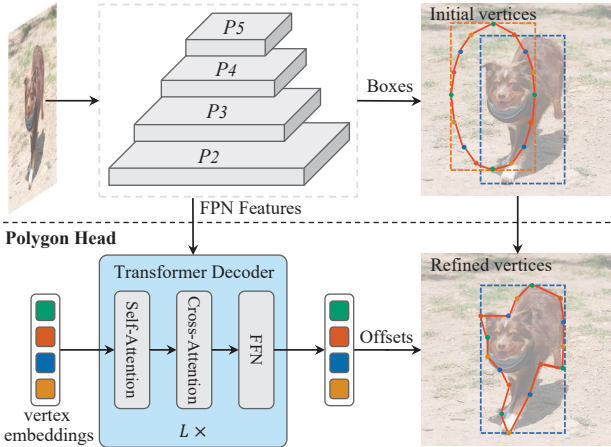 P5
P4
P3
P2
Boxes
Initial vertices
FPN Features
Polygon Head
Transformer Decoder
Self-Attention
Cross-Attention
FFN
L ×
vertex
embeddings
Offsets
Refined vertices